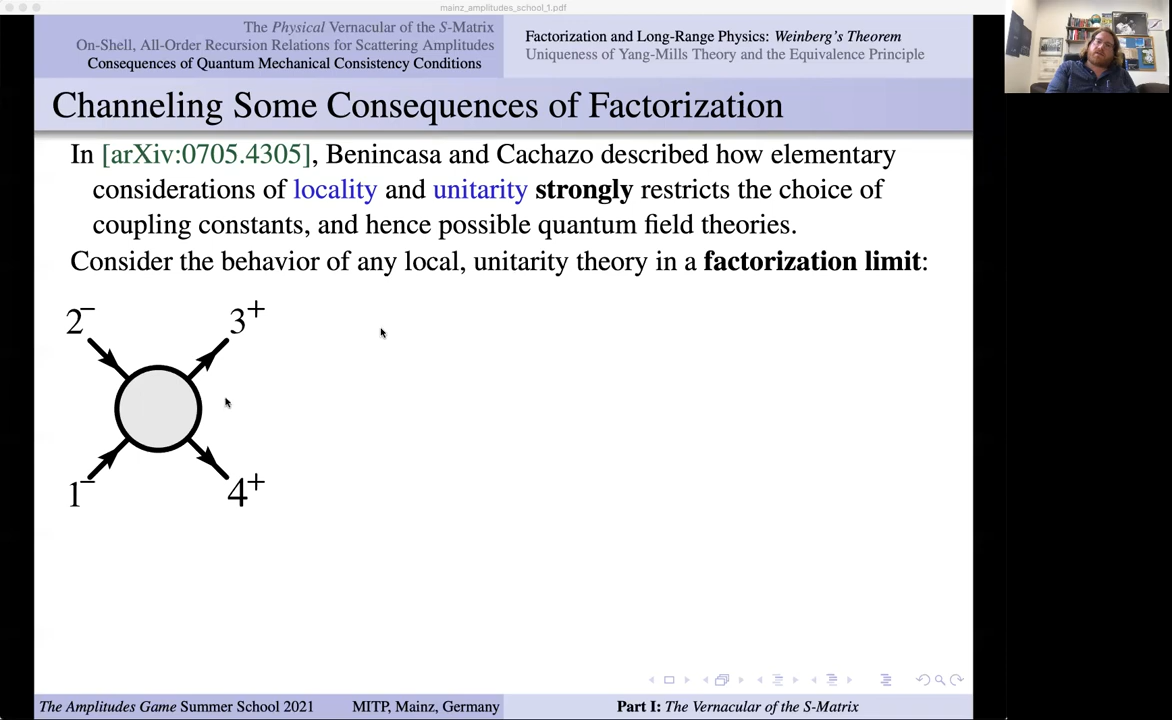 mainz_amplitudes_school_1.pdf
The Physical Vernacular of the S-Matrix
On-Shell, All-Order Recursion Relations for Scattering Amplitudes
Consequences of Quantum Mechanical Consistency Conditions
Factorization and Long-Range Physics: Weinberg's Theorem
Uniqueness of Yang-Mills Theory and the Equivalence Principle
Channeling Some Consequences of Factorization
In [arXiv:0705.4305], Benincasa and Cachazo described how elementary
considerations of locality and unitarity strongly restricts the choice of
coupling constants, and hence possible quantum field theories.
Consider the behavior of any local, unitarity theory in a factorization limit:
2⁻ 3⁺
1⁻ 4⁺
The Amplitudes Game Summer School 2021 MITP, Mainz, Germany Part I: The Vernacular of the S-Matrix